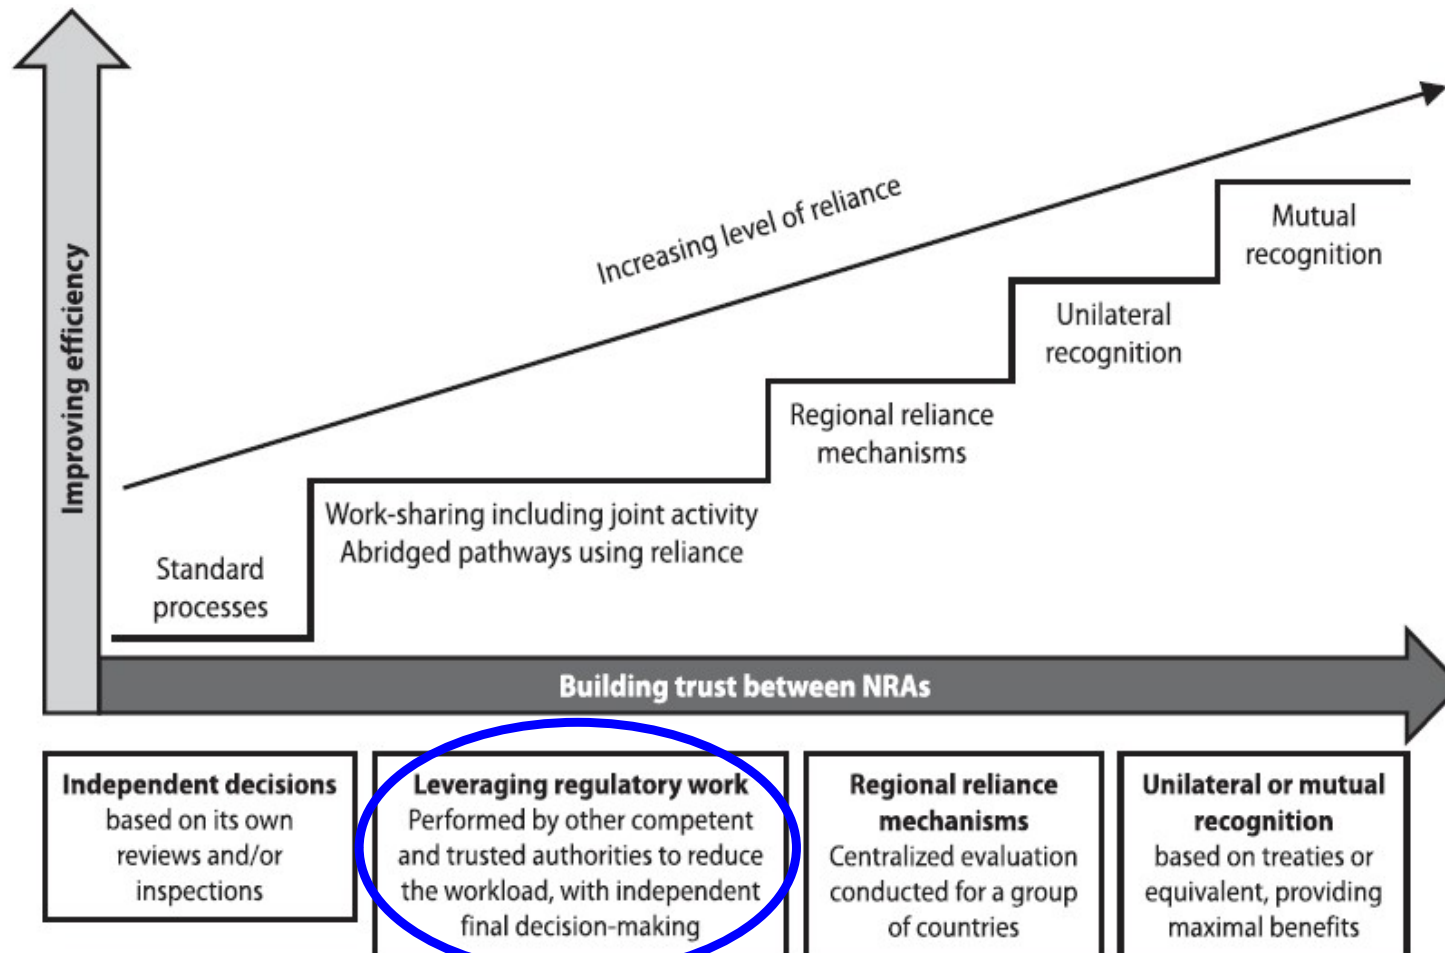 Improving efficiency
Increasing level of reliance
Mutual
recognition
Unilateral
recognition
Regional reliance
mechanisms
Work-sharing including joint activity
Abridged pathways using reliance
Standard
processes
Building trust between NRAs
Independent decisions
based on its own
reviews and/or
inspections
Leveraging regulatory work
Performed by other competent
and trusted authorities to reduce
the workload, with independent
final decision-making
Regional reliance
mechanisms
Centralized evaluation
conducted for a group
of countries
Unilateral or mutual
recognition
based on treaties or
equivalent, providing
maximal benefits